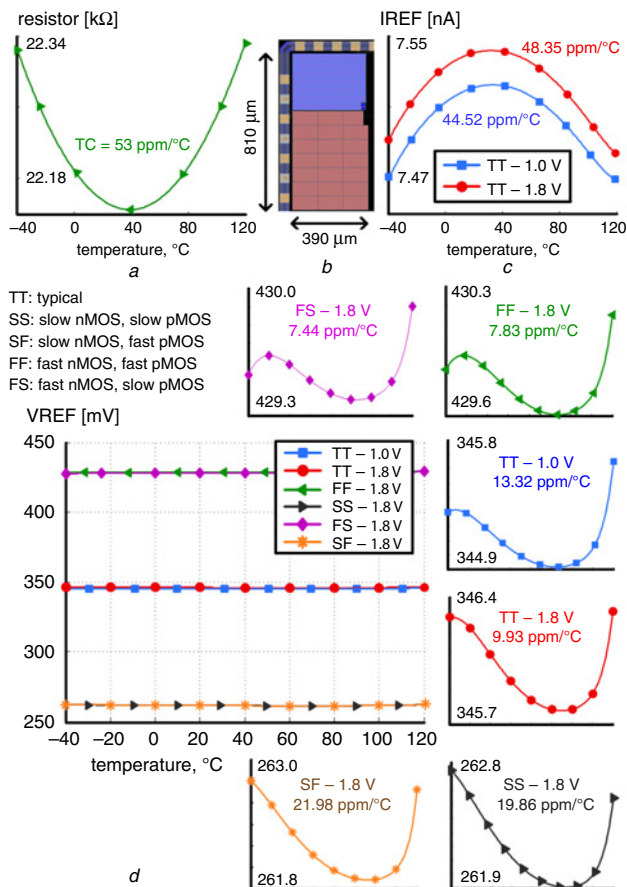 resistor [kΩ]
22.34
TC = 53 ppm/°C
22.18
–40
0
40
80
120
temperature, °C
a
810 µm
390 µm
b
IREF [nA]
7.55
48.35 ppm/°C
44.52 ppm/°C
TT – 1.0 V
TT – 1.8 V
7.47
–40
0
40
80
120
temperature, °C
c
TT: typical
SS: slow nMOS, slow pMOS
SF: slow nMOS, fast pMOS
FF: fast nMOS, fast pMOS
FS: fast nMOS, slow pMOS
430.0
FS – 1.8 V
7.44 ppm/°C
429.3
430.3
FF – 1.8 V
7.83 ppm/°C
429.6
VREF [mV]
450
400
350
300
250
TT – 1.0 V
TT – 1.8 V
FF – 1.8 V
SS – 1.8 V
FS – 1.8 V
SF – 1.8 V
–40
–20
0
20
40
60
80
100
120
temperature, °C
345.8
TT – 1.0 V
13.32 ppm/°C
344.9
346.4
TT – 1.8 V
9.93 ppm/°C
345.7
263.0
SF – 1.8 V
21.98 ppm/°C
261.8
262.8
SS – 1.8 V
19.86 ppm/°C
261.9
d